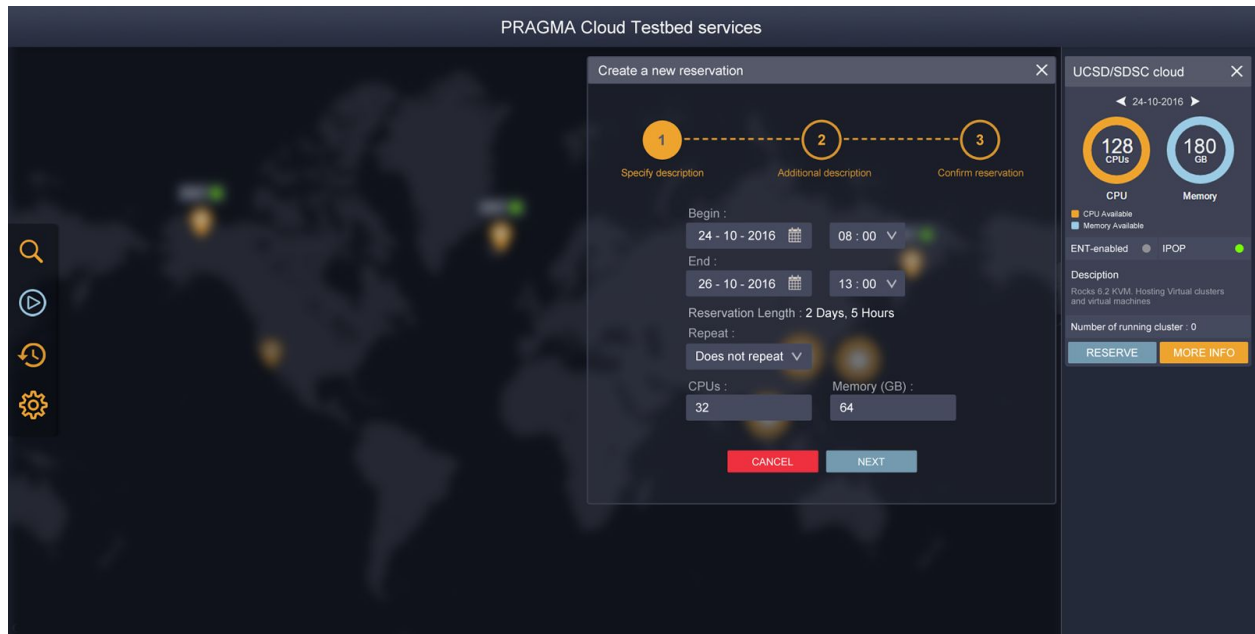 PRAGMA Cloud Testbed services
Create a new reservation
1
2
3
Specify description
Additional description
Confirm reservation
Begin :
24 - 10 - 2016
08 : 00
End :
26 - 10 - 2016
13 : 00
Reservation Length : 2 Days, 5 Hours
Repeat :
Does not repeat
CPUs :
Memory (GB) :
32
64
CANCEL
NEXT
UCSD/SDSC cloud
24-10-2016
128
CPUs
180
GB
CPU
Memory
CPU Available
Memory Available
ENT-enabled
IPOP
Desciption
Rocks 6.2 KVM. Hosting Virtual clusters
and virtual machines
Number of running cluster : 0
RESERVE
MORE INFO